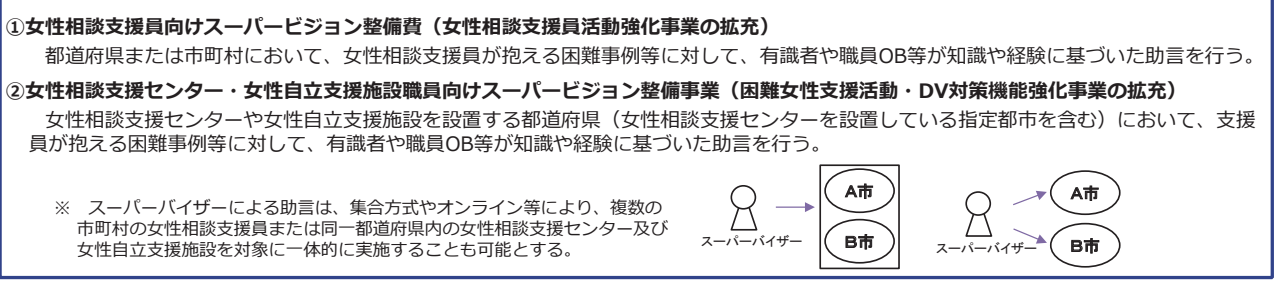 ①女性相談支援員向けスーパービジョン整備費（女性相談支援員活動強化事業の拡充）
都道府県または市町村において、女性相談支援員が抱える困難事例等に対して、有識者や職員OB等が知識や経験に基づいた助言を行う。
②女性相談支援センター・女性自立支援施設職員向けスーパービジョン整備事業（困難女性支援活動・DV対策機能強化事業の拡充）
女性相談支援センターや女性自立支援施設を設置する都道府県（女性相談支援センターを設置している指定都市を含む）において、支援
員が抱える困難事例等に対して、有識者や職員OB等が知識や経験に基づいた助言を行う。
※　スーパーバイザーによる助言は、集合方式やオンライン等により、複数の
市町村の女性相談支援員または同一都道府県内の女性相談支援センター及び
女性自立支援施設を対象に一体的に実施することも可能とする。
スーパーバイザー
A市
B市
スーパーバイザー
A市
B市